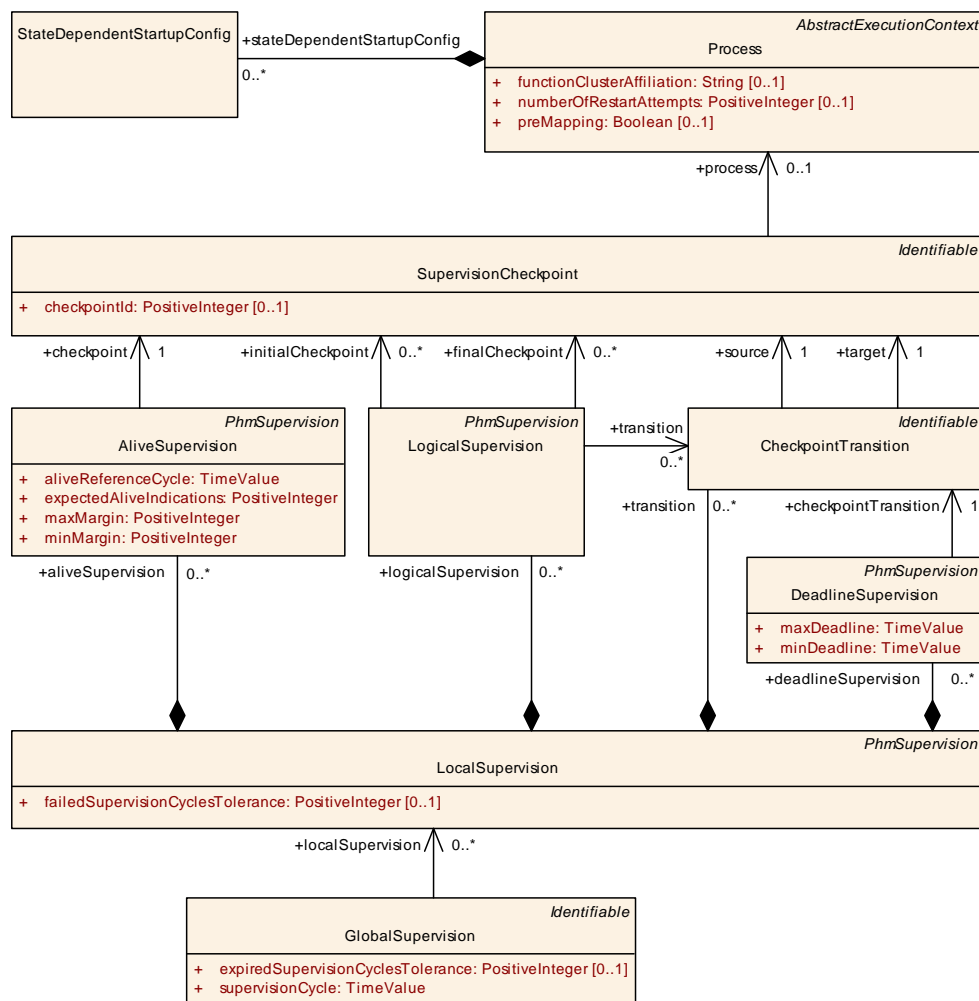 AbstractExecutionContext
StateDependentStartupConfig
+stateDependentStartupConfig
Process
0..*
+ functionClusterAffiliation: String [0..1]
+ numberOfRestartAttempts: PositiveInteger [0..1]
+ preMapping: Boolean [0..1]
+process
0..1
Identifiable
SupervisionCheckpoint
+ checkpointId: PositiveInteger [0..1]
+checkpoint
1
+initialCheckpoint
0..*
+finalCheckpoint
0..*
+source
1
+target
1
PhmSupervision
AliveSupervision
+ aliveReferenceCycle: TimeValue
+ expectedAliveIndications: PositiveInteger
+ maxMargin: PositiveInteger
+ minMargin: PositiveInteger
PhmSupervision
LogicalSupervision
+transition
0..*
Identifiable
CheckpointTransition
+transition
0..*
+checkpointTransition
1
PhmSupervision
DeadlineSupervision
+ maxDeadline: TimeValue
+ minDeadline: TimeValue
+aliveSupervision
0..*
+logicalSupervision
0..*
+deadlineSupervision
0..*
PhmSupervision
LocalSupervision
+ failedSupervisionCyclesTolerance: PositiveInteger [0..1]
+localSupervision
0..*
Identifiable
GlobalSupervision
+ expiredSupervisionCyclesTolerance: PositiveInteger [0..1]
+ supervisionCycle: TimeValue